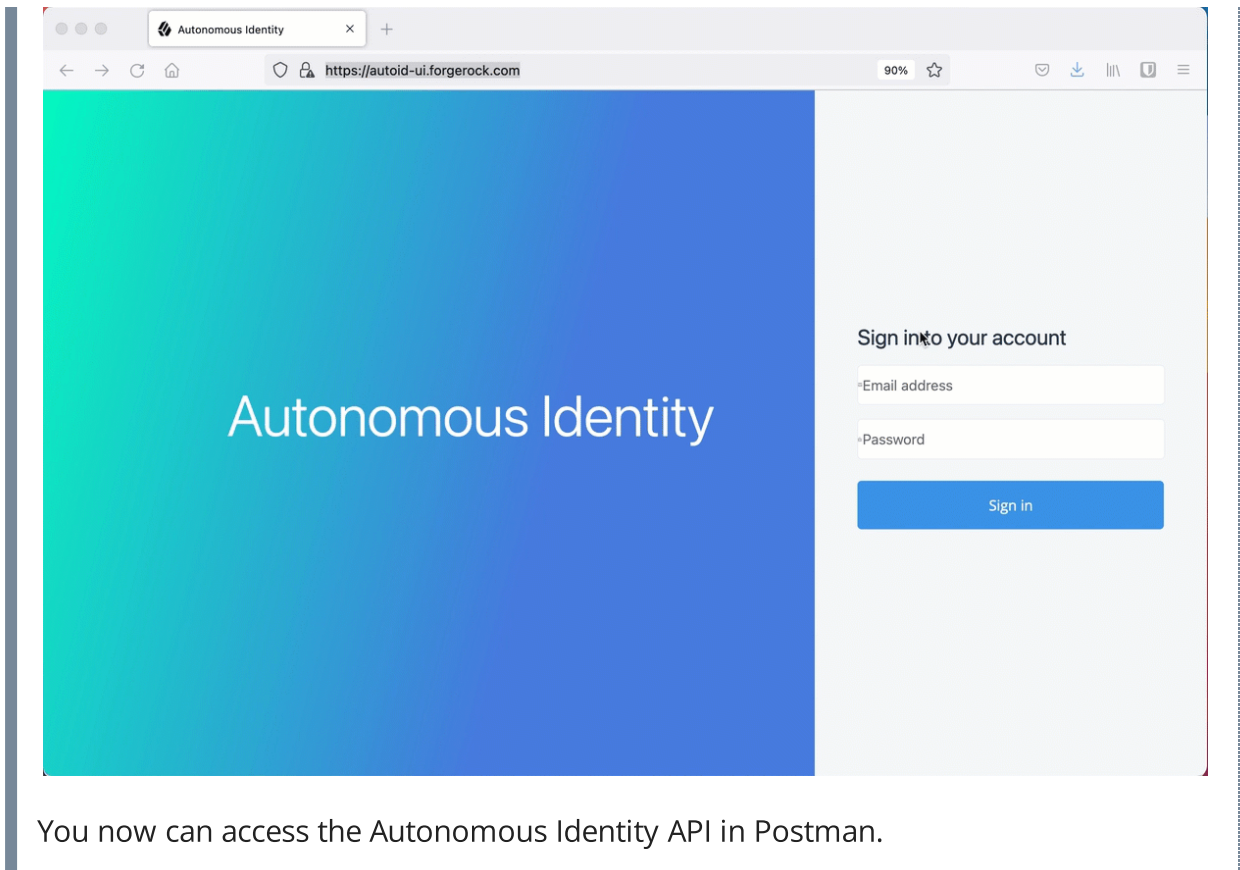 Autonomous Identity
https://autoid-ui.forgerock.com
90%
Autonomous Identity
Sign into your account
Email address
Password
Sign in
You now can access the Autonomous Identity API in Postman.